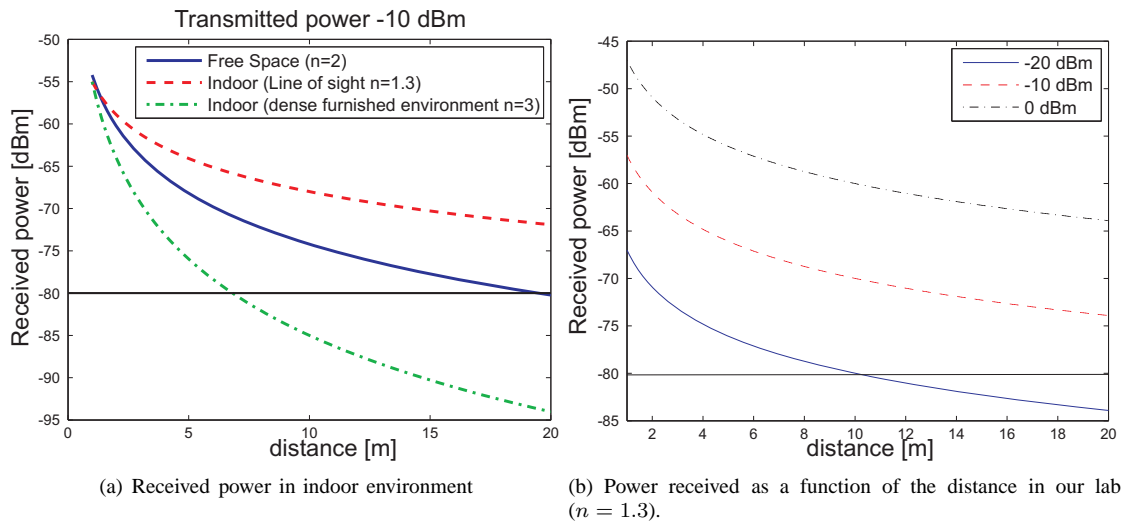 Transmitted power -10 dBm
-50
-55
-60
-65
-70
-75
-80
-85
-90
-95
Received power [dBm]
Free Space (n=2)
Indoor (Line of sight n=1.3)
Indoor (dense furnished environment n=3)
0
5
10
15
20
distance [m]
(a) Received power in indoor environment
-45
-50
-55
-60
-65
-70
-75
-80
-85
Received power [dBm]
-20 dBm
-10 dBm
0 dBm
2
4
6
8
10
12
14
16
18
20
distance [m]
(b) Power received as a function of the distance in our lab
(n = 1.3).